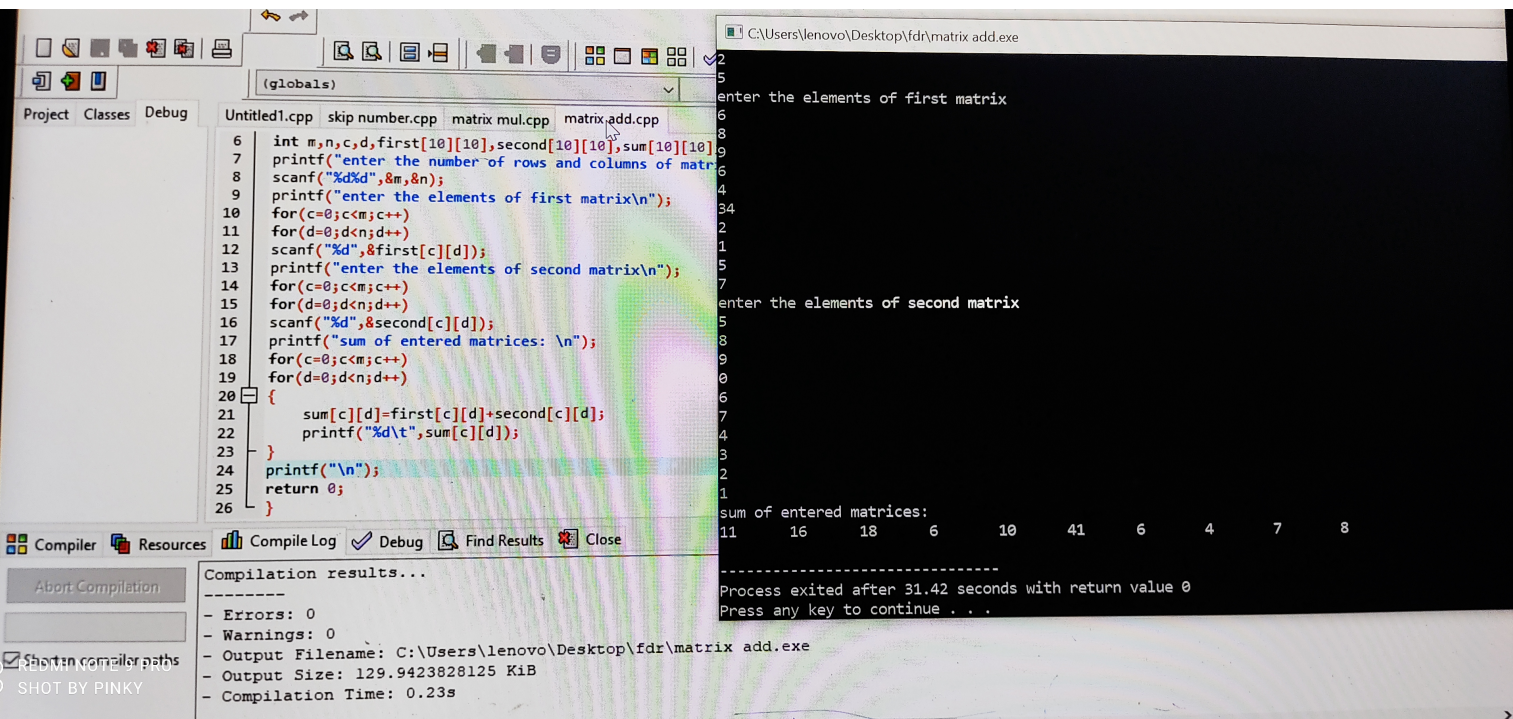 (globals)
Project Classes Debug
Untitled1.cpp skip number.cpp matrix mul.cpp matrix add.cpp
6 int m,n,c,d,first[10][10],second[10][10],sum[10][10]
7 printf("enter the number of rows and columns of matr
8 scanf("%d%d",&m,&n);
9 printf("enter the elements of first matrix\n");
10 for(c=0;c<m;c++)
11 for(d=0;d<n;d++)
12 scanf("%d",&first[c][d]);
13 printf("enter the elements of second matrix\n");
14 for(c=0;c<m;c++)
15 for(d=0;d<n;d++)
16 scanf("%d",&second[c][d]);
17 printf("sum of entered matrices: \n");
18 for(c=0;c<m;c++)
19 for(d=0;d<n;d++)
20 {
21 sum[c][d]=first[c][d]+second[c][d];
22 printf("%d\t",sum[c][d]);
23 }
24 printf("\n");
25 return 0;
26 }
Compiler Resources Compile Log Debug Find Results Close
Abort Compilation
Shorten compiler paths
Compilation results...
--------
- Errors: 0
- Warnings: 0
- Output Filename: C:\Users\lenovo\Desktop\fdr\matrix add.exe
- Output Size: 129.9423828125 KiB
- Compilation Time: 0.23s
C:\Users\lenovo\Desktop\fdr\matrix add.exe
2
5
enter the elements of first matrix
6
8
9
6
4
34
2
1
5
7
enter the elements of second matrix
5
8
9
0
6
7
4
3
2
1
sum of entered matrices:
11 16 18 6 10 41 6 4 7 8
--------------------------------
Process exited after 31.42 seconds with return value 0
Press any key to continue . . .
REDMI NOTE 9 PRO
SHOT BY PINKY